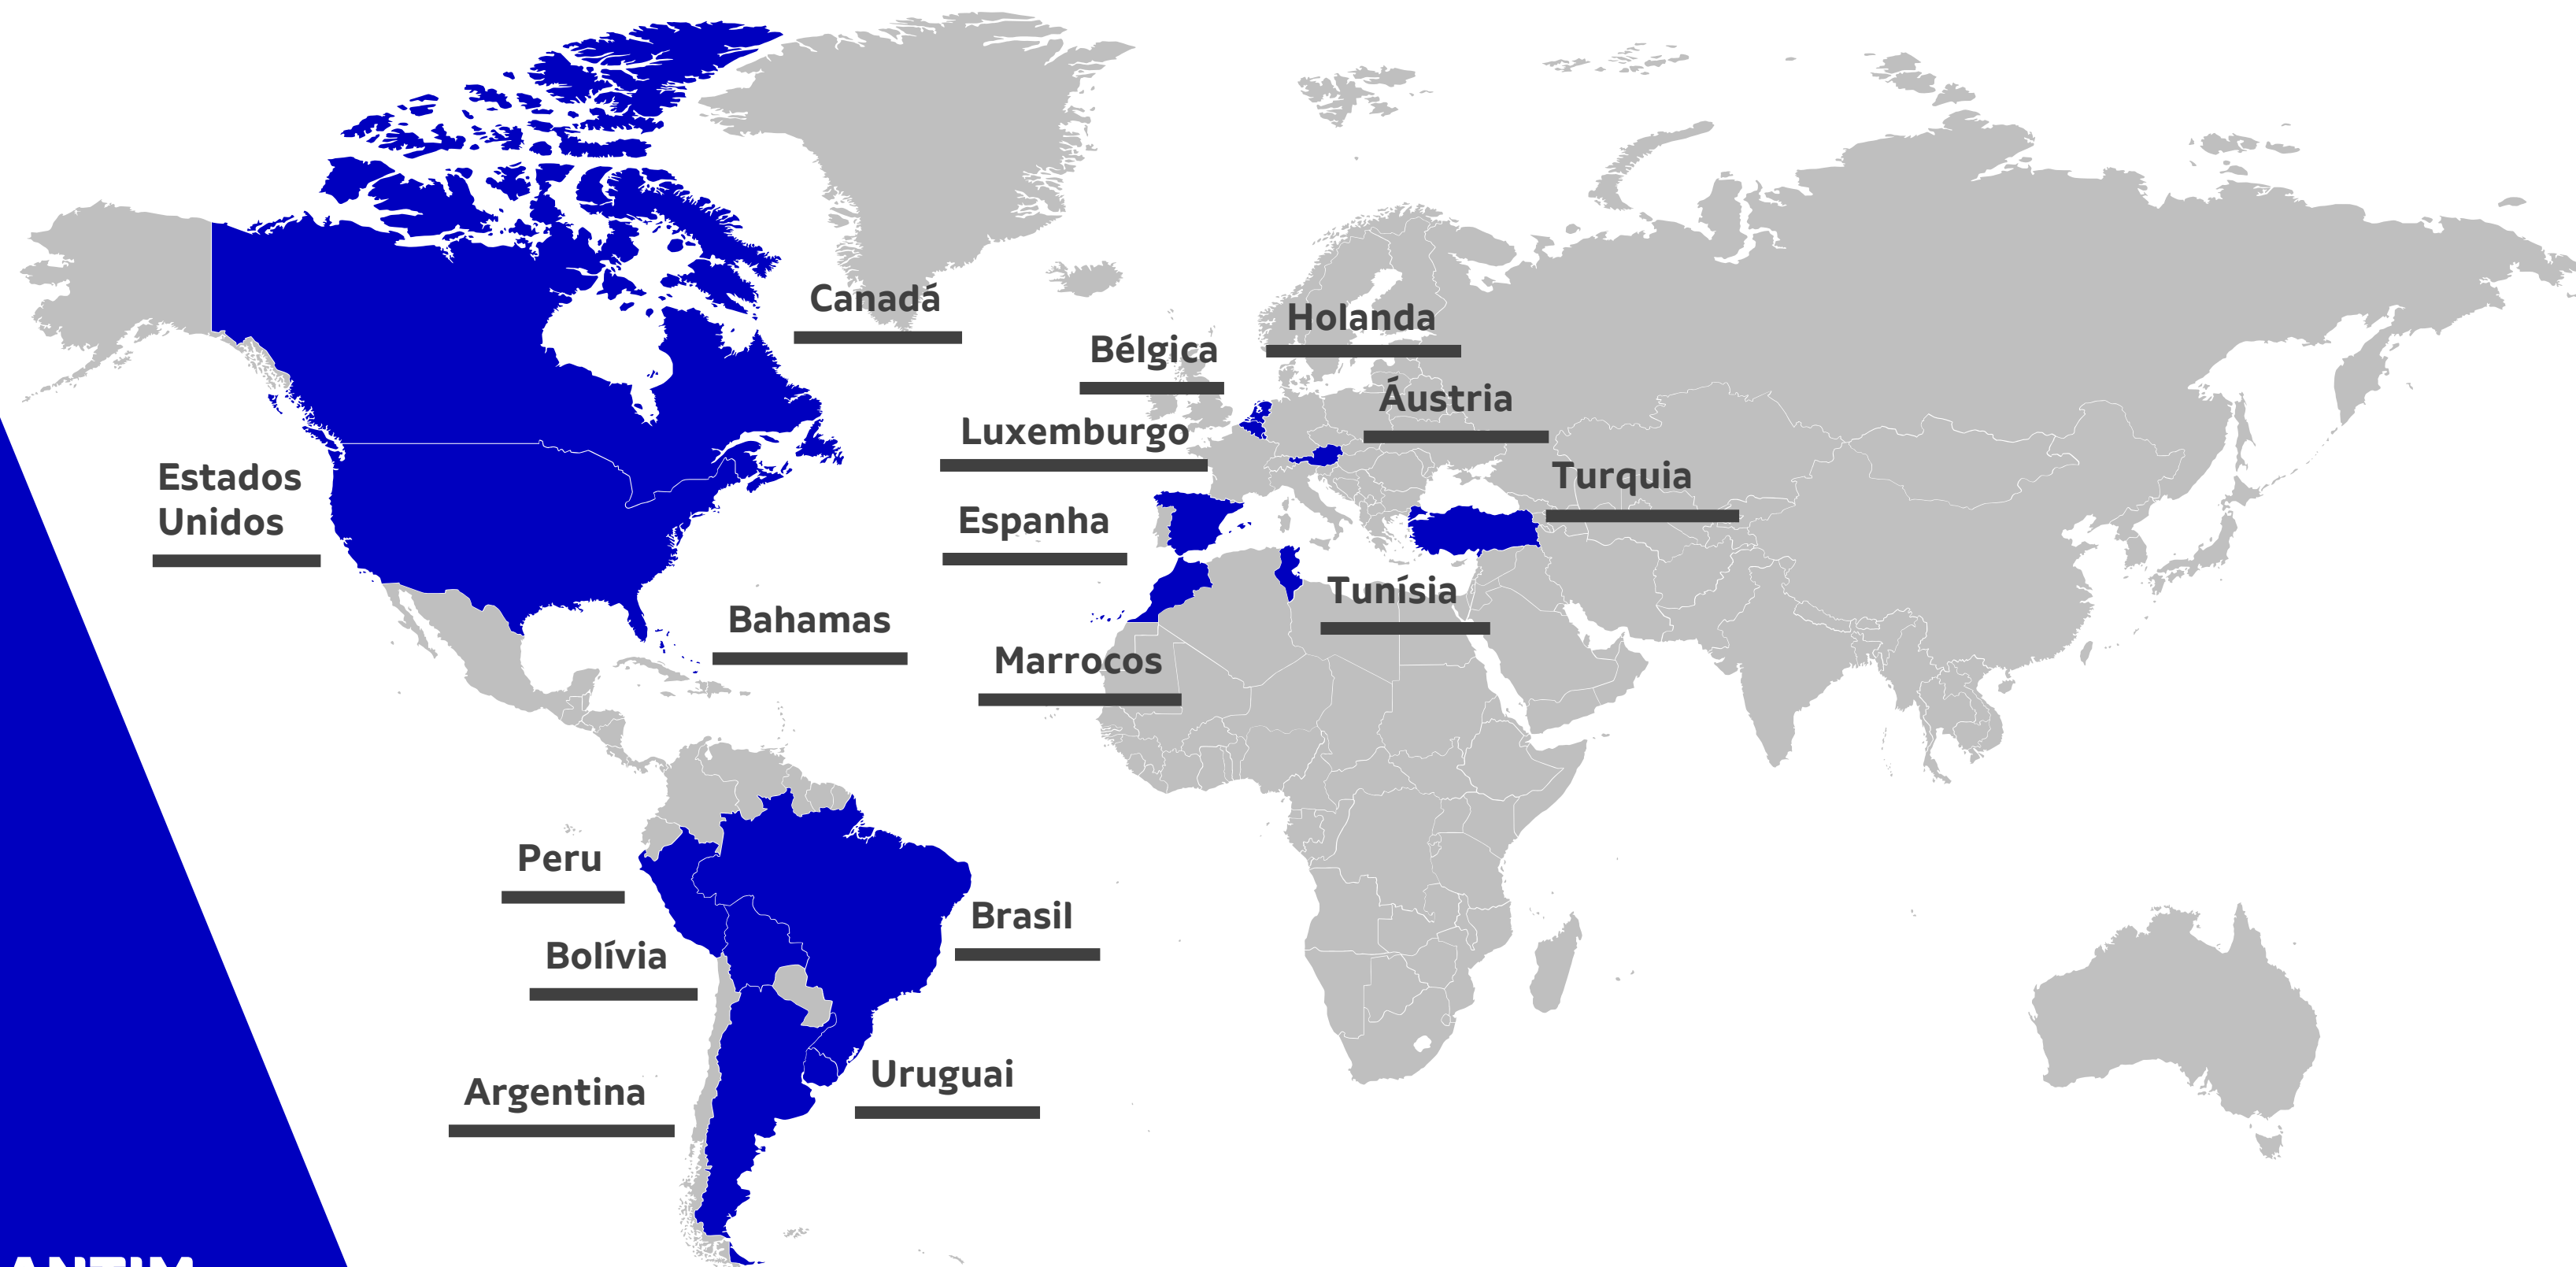 Canadá
Holanda
Bélgica
Áustria
Luxemburgo
Turquia
Estados
Unidos
Espanha
Tunísia
Bahamas
Marrocos
Peru
Brasil
Bolívia
Uruguai
Argentina